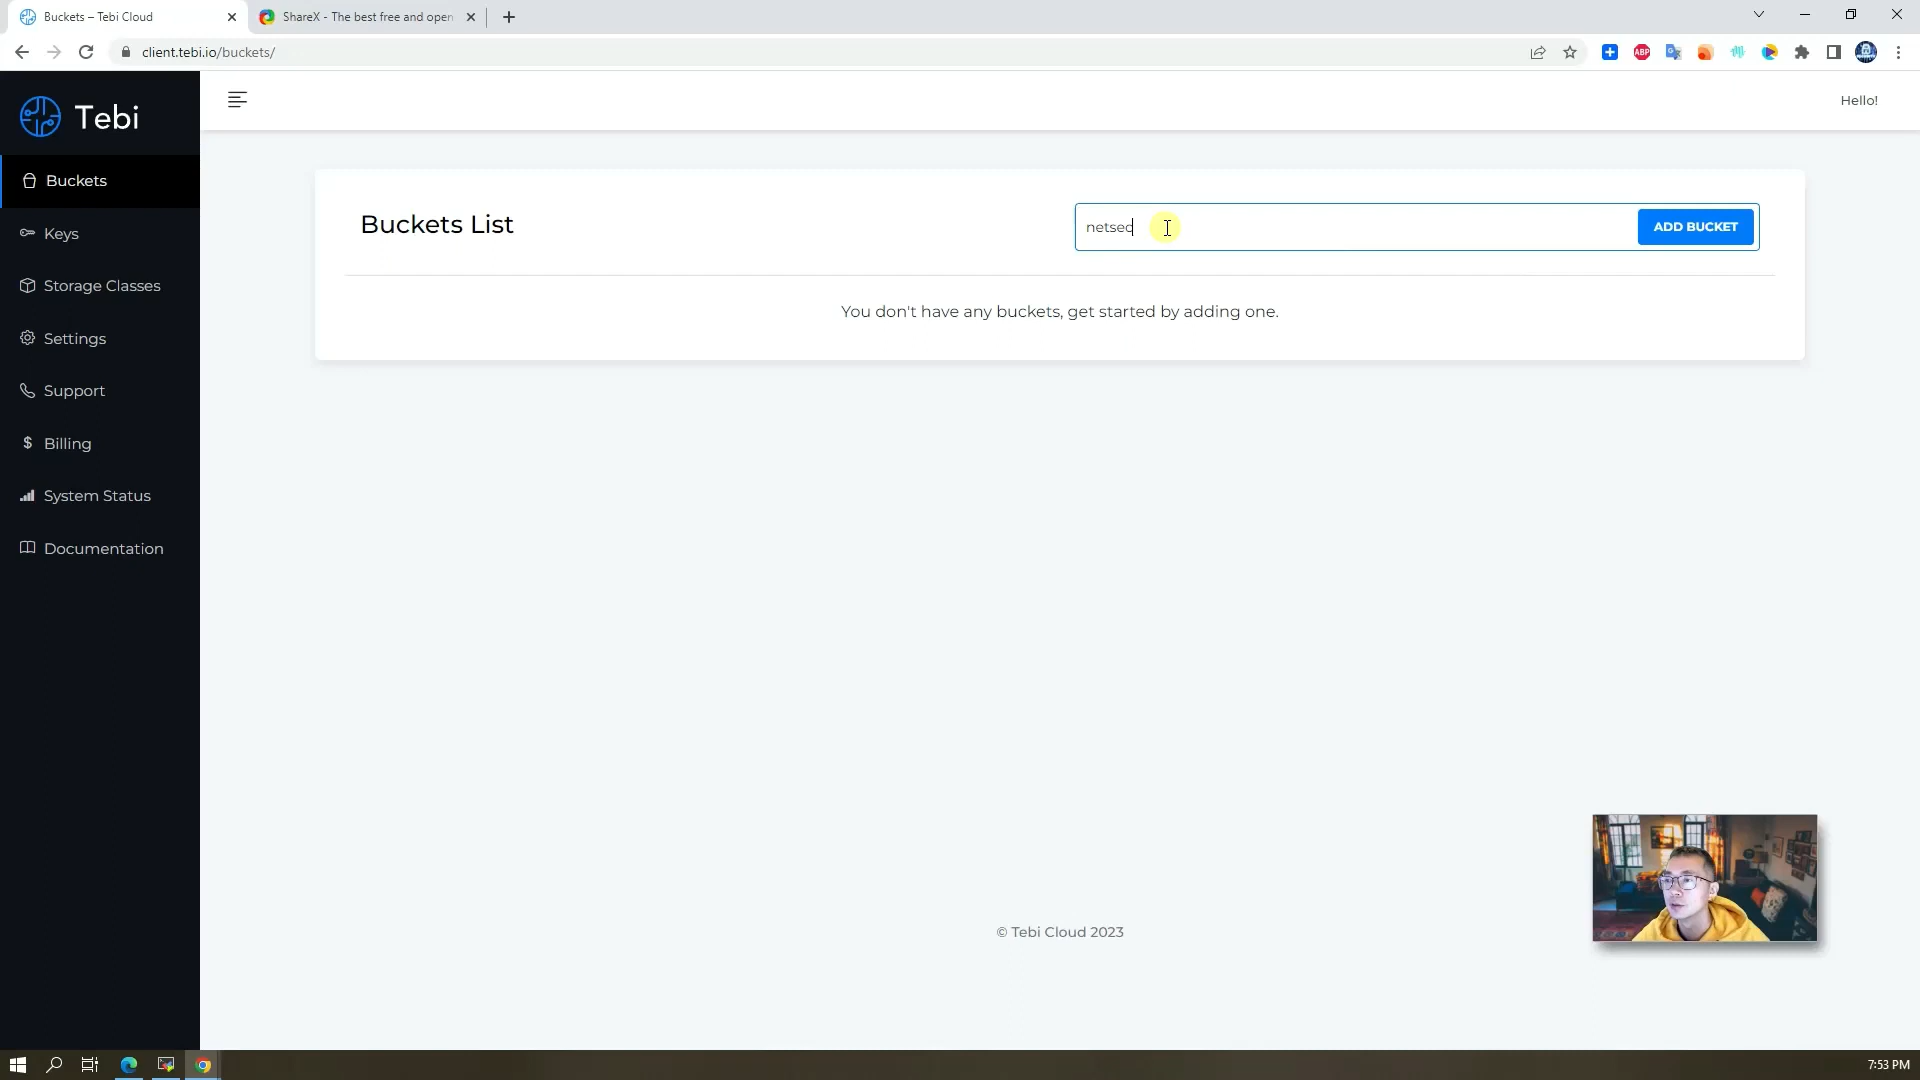 Buckets – Tebi Cloud
ShareX - The best free and open
client.tebi.io/buckets/
ABP
Tebi
Hello!
Buckets
Keys
Storage Classes
Settings
Support
Billing
System Status
Documentation
Buckets List
netsec
ADD BUCKET
You don't have any buckets, get started by adding one.
© Tebi Cloud 2023
7:53 PM